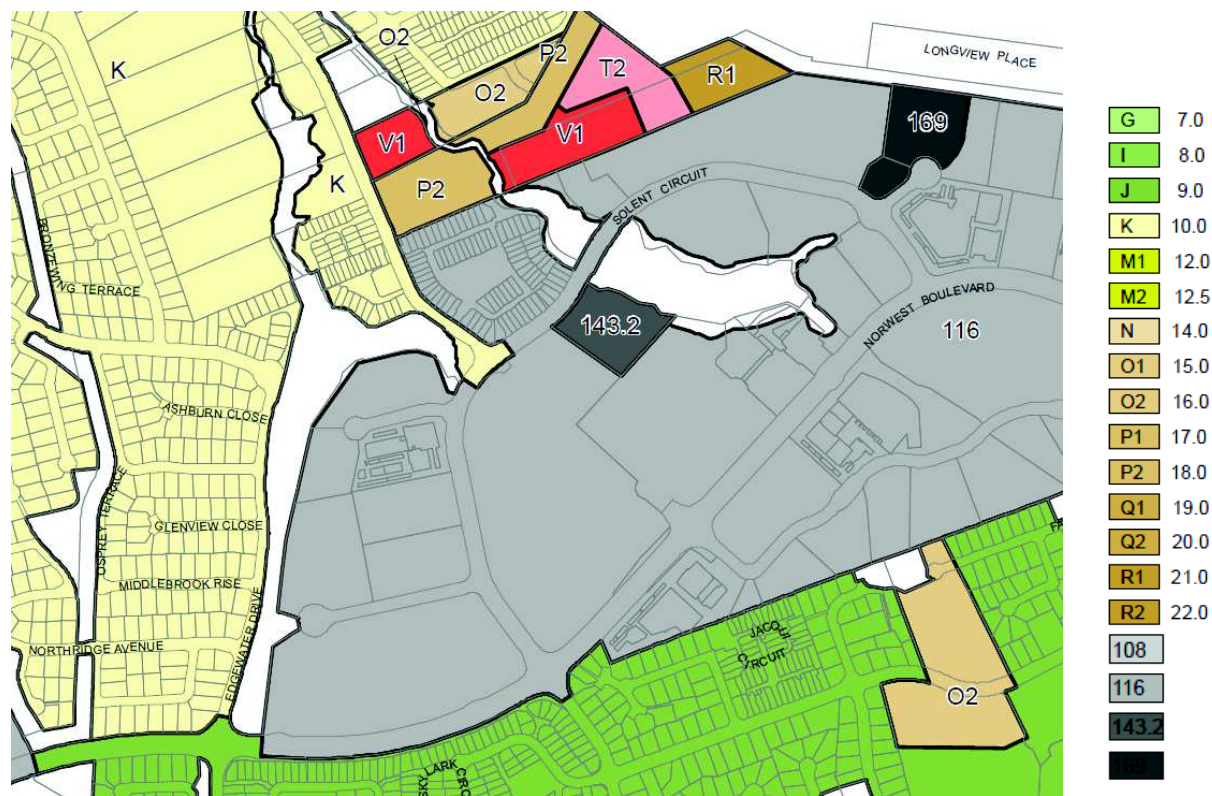 O2
K
P2
T2
R1
LONGVIEW PLACE
O2
V1
169
V1
K
P2
SOLENT CIRCUIT
BRONZEWING TERRACE
NORWEST BOULEVARD
143.2
116
ASHBURN CLOSE
OSPREY TERRACE
GLENVIEW CLOSE
MIDDLEBROOK RISE
EDGEWATER DRIVE
NORTHRIDGE AVENUE
JACQUI
CIRCUIT
FA
O2
SKYLARK
CIRC
G 7.0
I 8.0
J 9.0
K 10.0
M1 12.0
M2 12.5
N 14.0
O1 15.0
O2 16.0
P1 17.0
P2 18.0
Q1 19.0
Q2 20.0
R1 21.0
R2 22.0
108
116
143.2
169